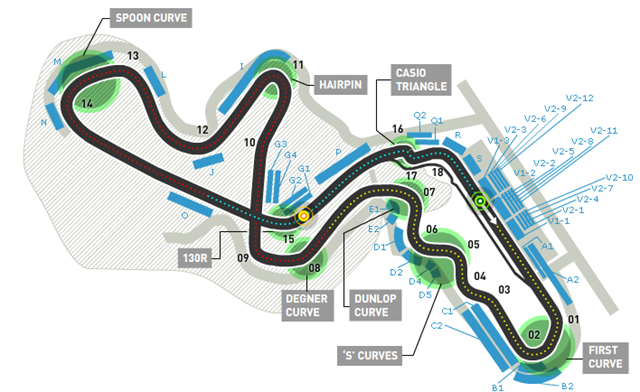 SPOON CURVE
13
M
L
I
11
HAIRPIN
CASIO
TRIANGLE
14
N
12
10
J
O
G3
G4
G2
G1
P
16
Q2
Q1
R
S
18
17
07
V2-12
V2-9
V2-6
V2-3
V1-3
V2-11
V2-8
V2-5
V2-2
V1-2
V2-10
V2-7
V2-4
V2-1
V1-1
E1
E2
D1
D2
D4
D5
06
05
04
03
A1
A2
15
130R
09
08
DEGNER
CURVE
DUNLOP
CURVE
'S' CURVES
C1
C2
01
02
FIRST
CURVE
B1
B2